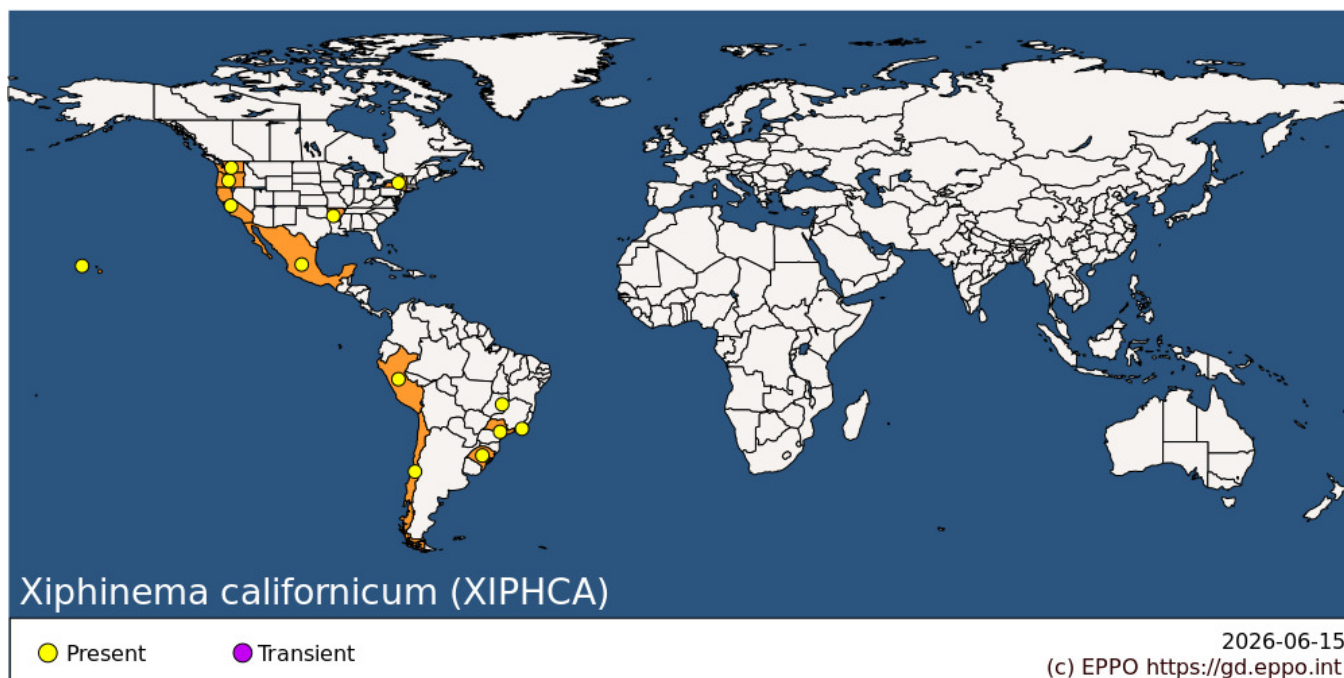 Xiphinema californicum (XIPHCA)
Present
Transient
2026-06-15
(c) EPPO https://gd.eppo.int